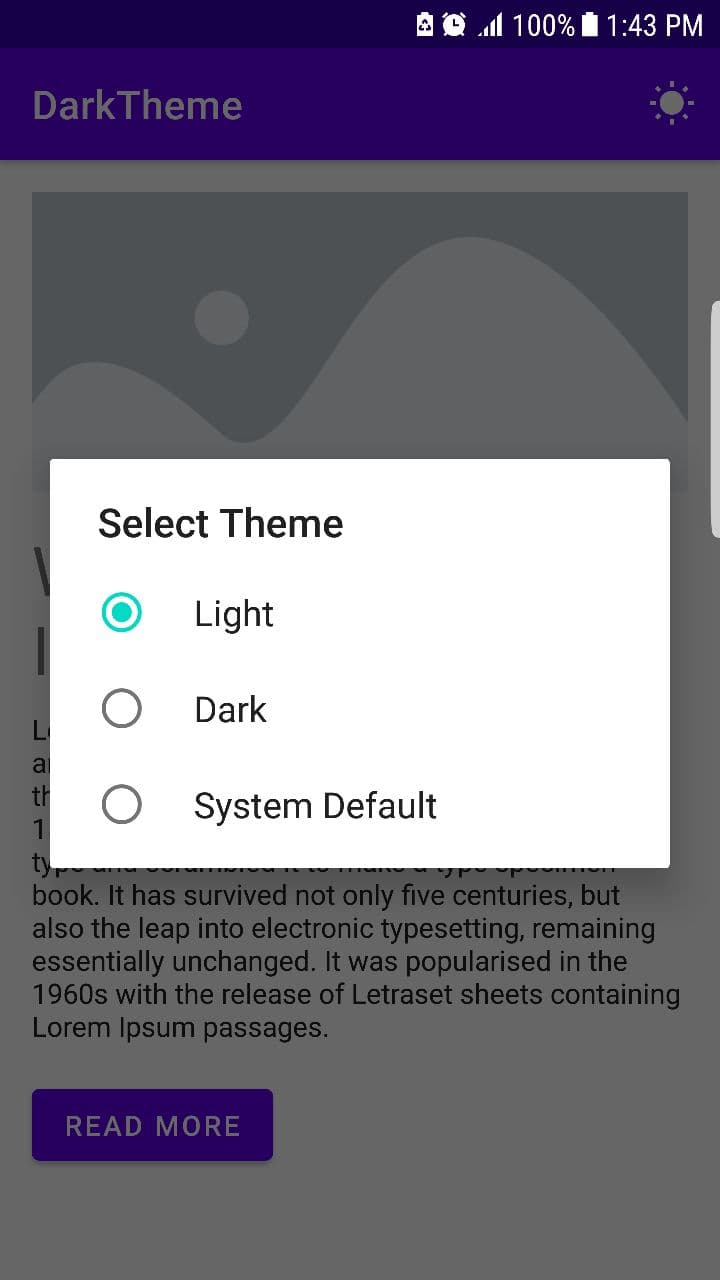 100% 1:43 PM
DarkTheme
Select Theme
Light
Dark
System Default
book. It has survived not only five centuries, but
also the leap into electronic typesetting, remaining
essentially unchanged. It was popularised in the
1960s with the release of Letraset sheets containing
Lorem Ipsum passages.
READ MORE